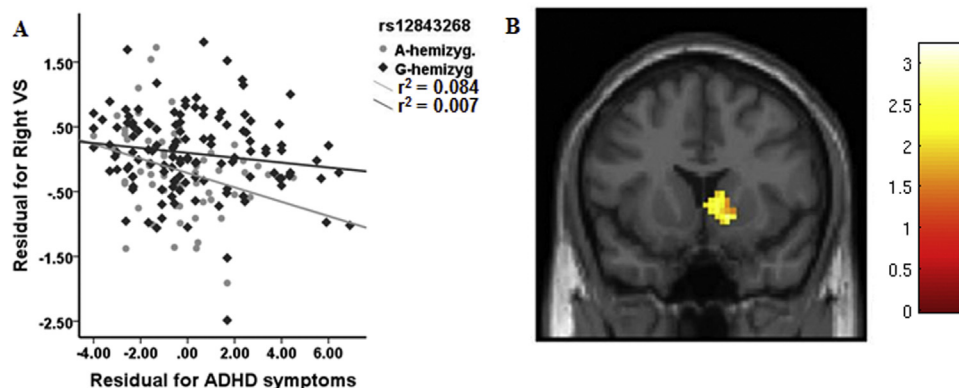 A
rs12843268
A-hemizyg.
G-hemizyg
r² = 0.084
r² = 0.007
Residual for Right VS
1.50
.50
-.50
-1.50
-2.50
-4.00 -2.00 .00 2.00 4.00 6.00
Residual for ADHD symptoms
B
3
2.5
2
1.5
1
0.5
0